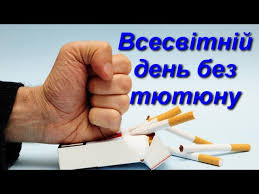 Всесвітній
день без
тютюну